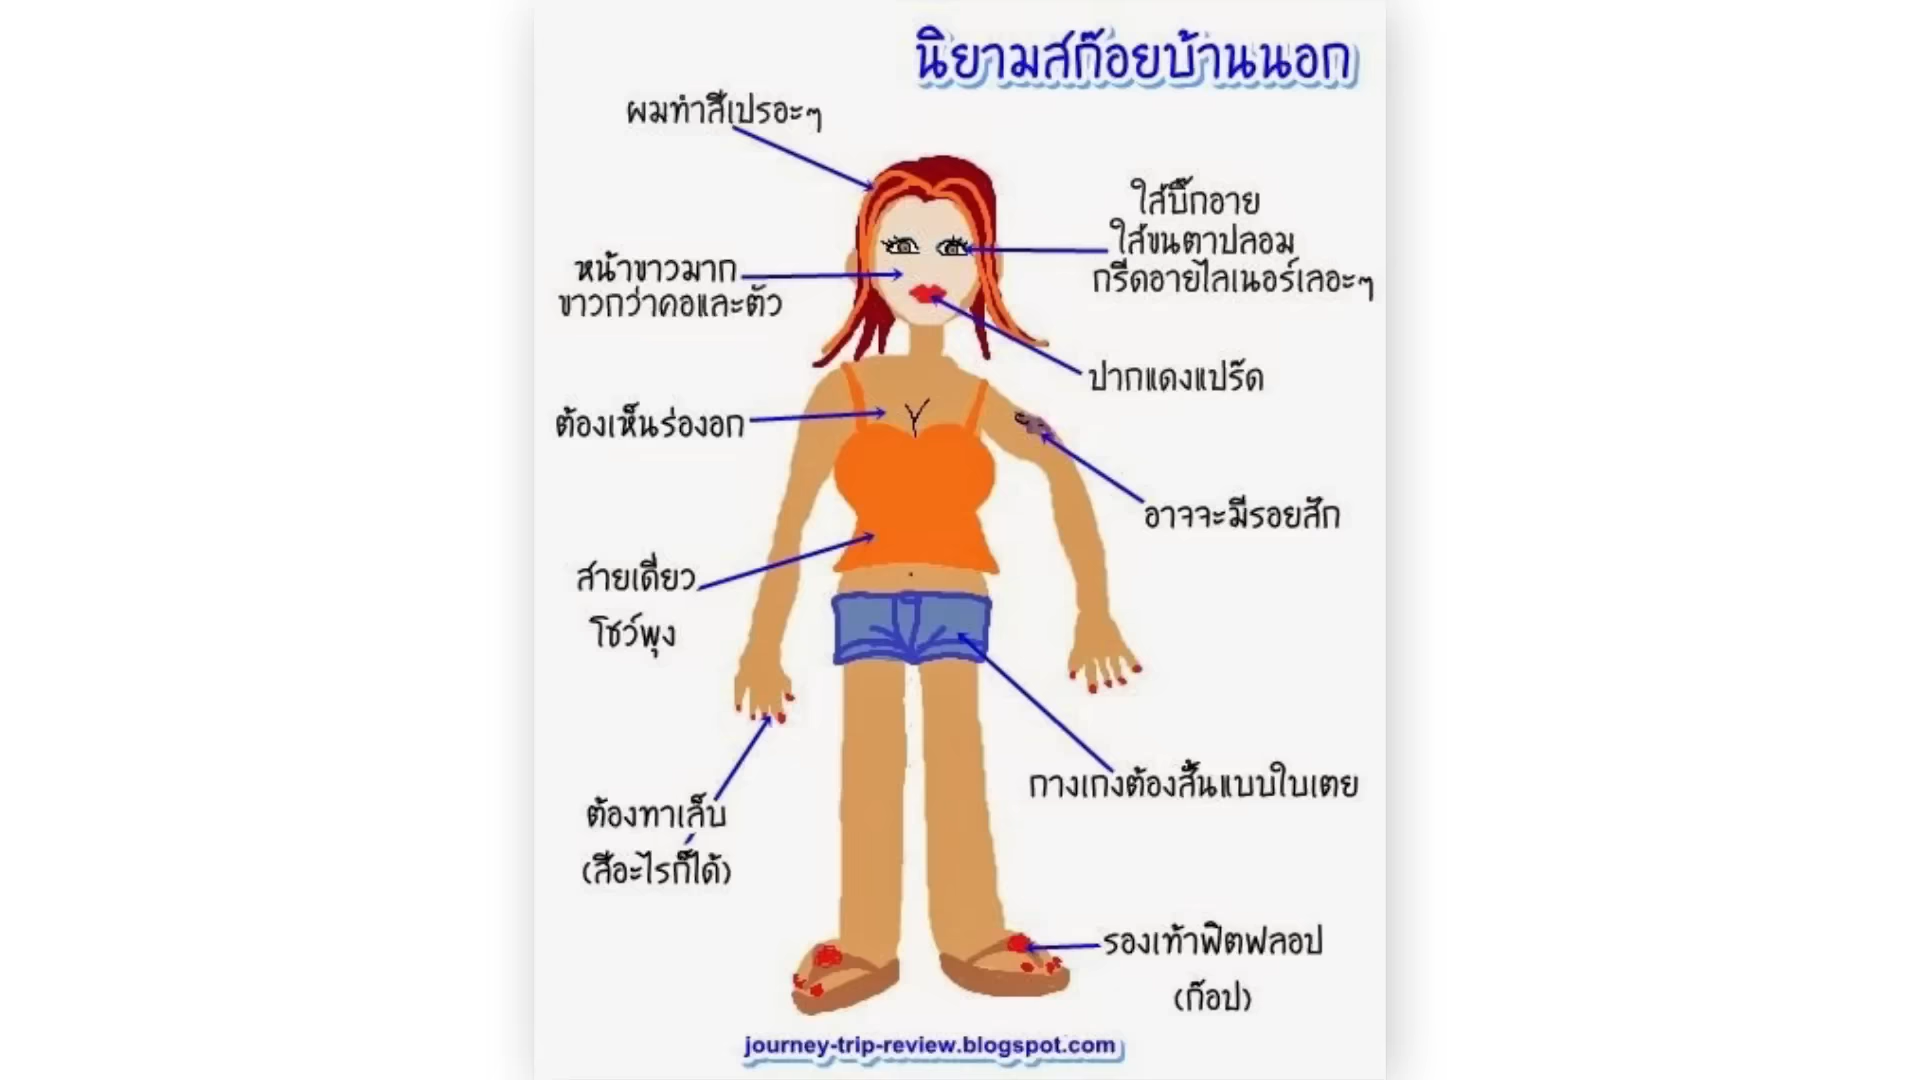 นิยามสก๊อยบ้านนอก
ผมทำสีเปรอะๆ
ใส่บิ๊กอาย
ใส่ขนตาปลอม
กรีดอายไลเนอร์เลอะๆ
หน้าขาวมาก
ขาวกว่าคอและตัว
ปากแดงแปร๊ด
ต้องเห็นร่องอก
อาจจะมีรอยสัก
สายเดี่ยว
โชว์พุง
กางเกงต้องสั้นแบบใบเตย
ต้องทาเล็บ
(สีอะไรก็ได้)
รองเท้าฟิตฟลอป
(ก๊อป)
journey-trip-review.blogspot.com